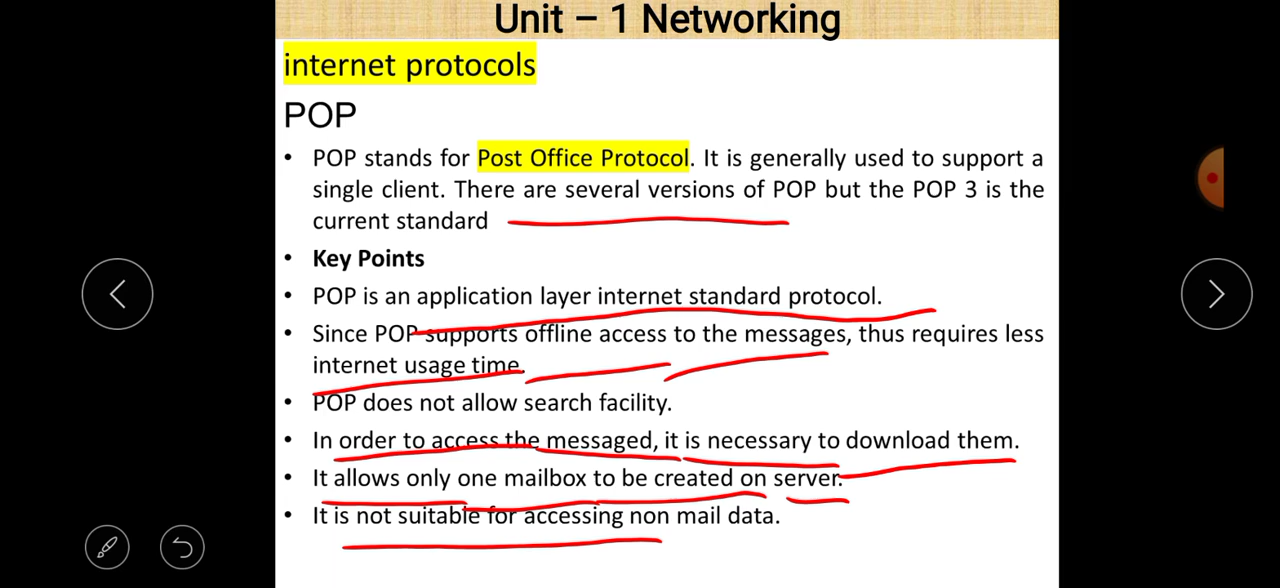 Unit – 1 Networking
internet protocols
POP
• POP stands for Post Office Protocol. It is generally used to support a
single client. There are several versions of POP but the POP 3 is the
current standard
• Key Points
• POP is an application layer internet standard protocol.
• Since POP supports offline access to the messages, thus requires less
internet usage time.
• POP does not allow search facility.
• In order to access the messaged, it is necessary to download them.
• It allows only one mailbox to be created on server.
• It is not suitable for accessing non mail data.